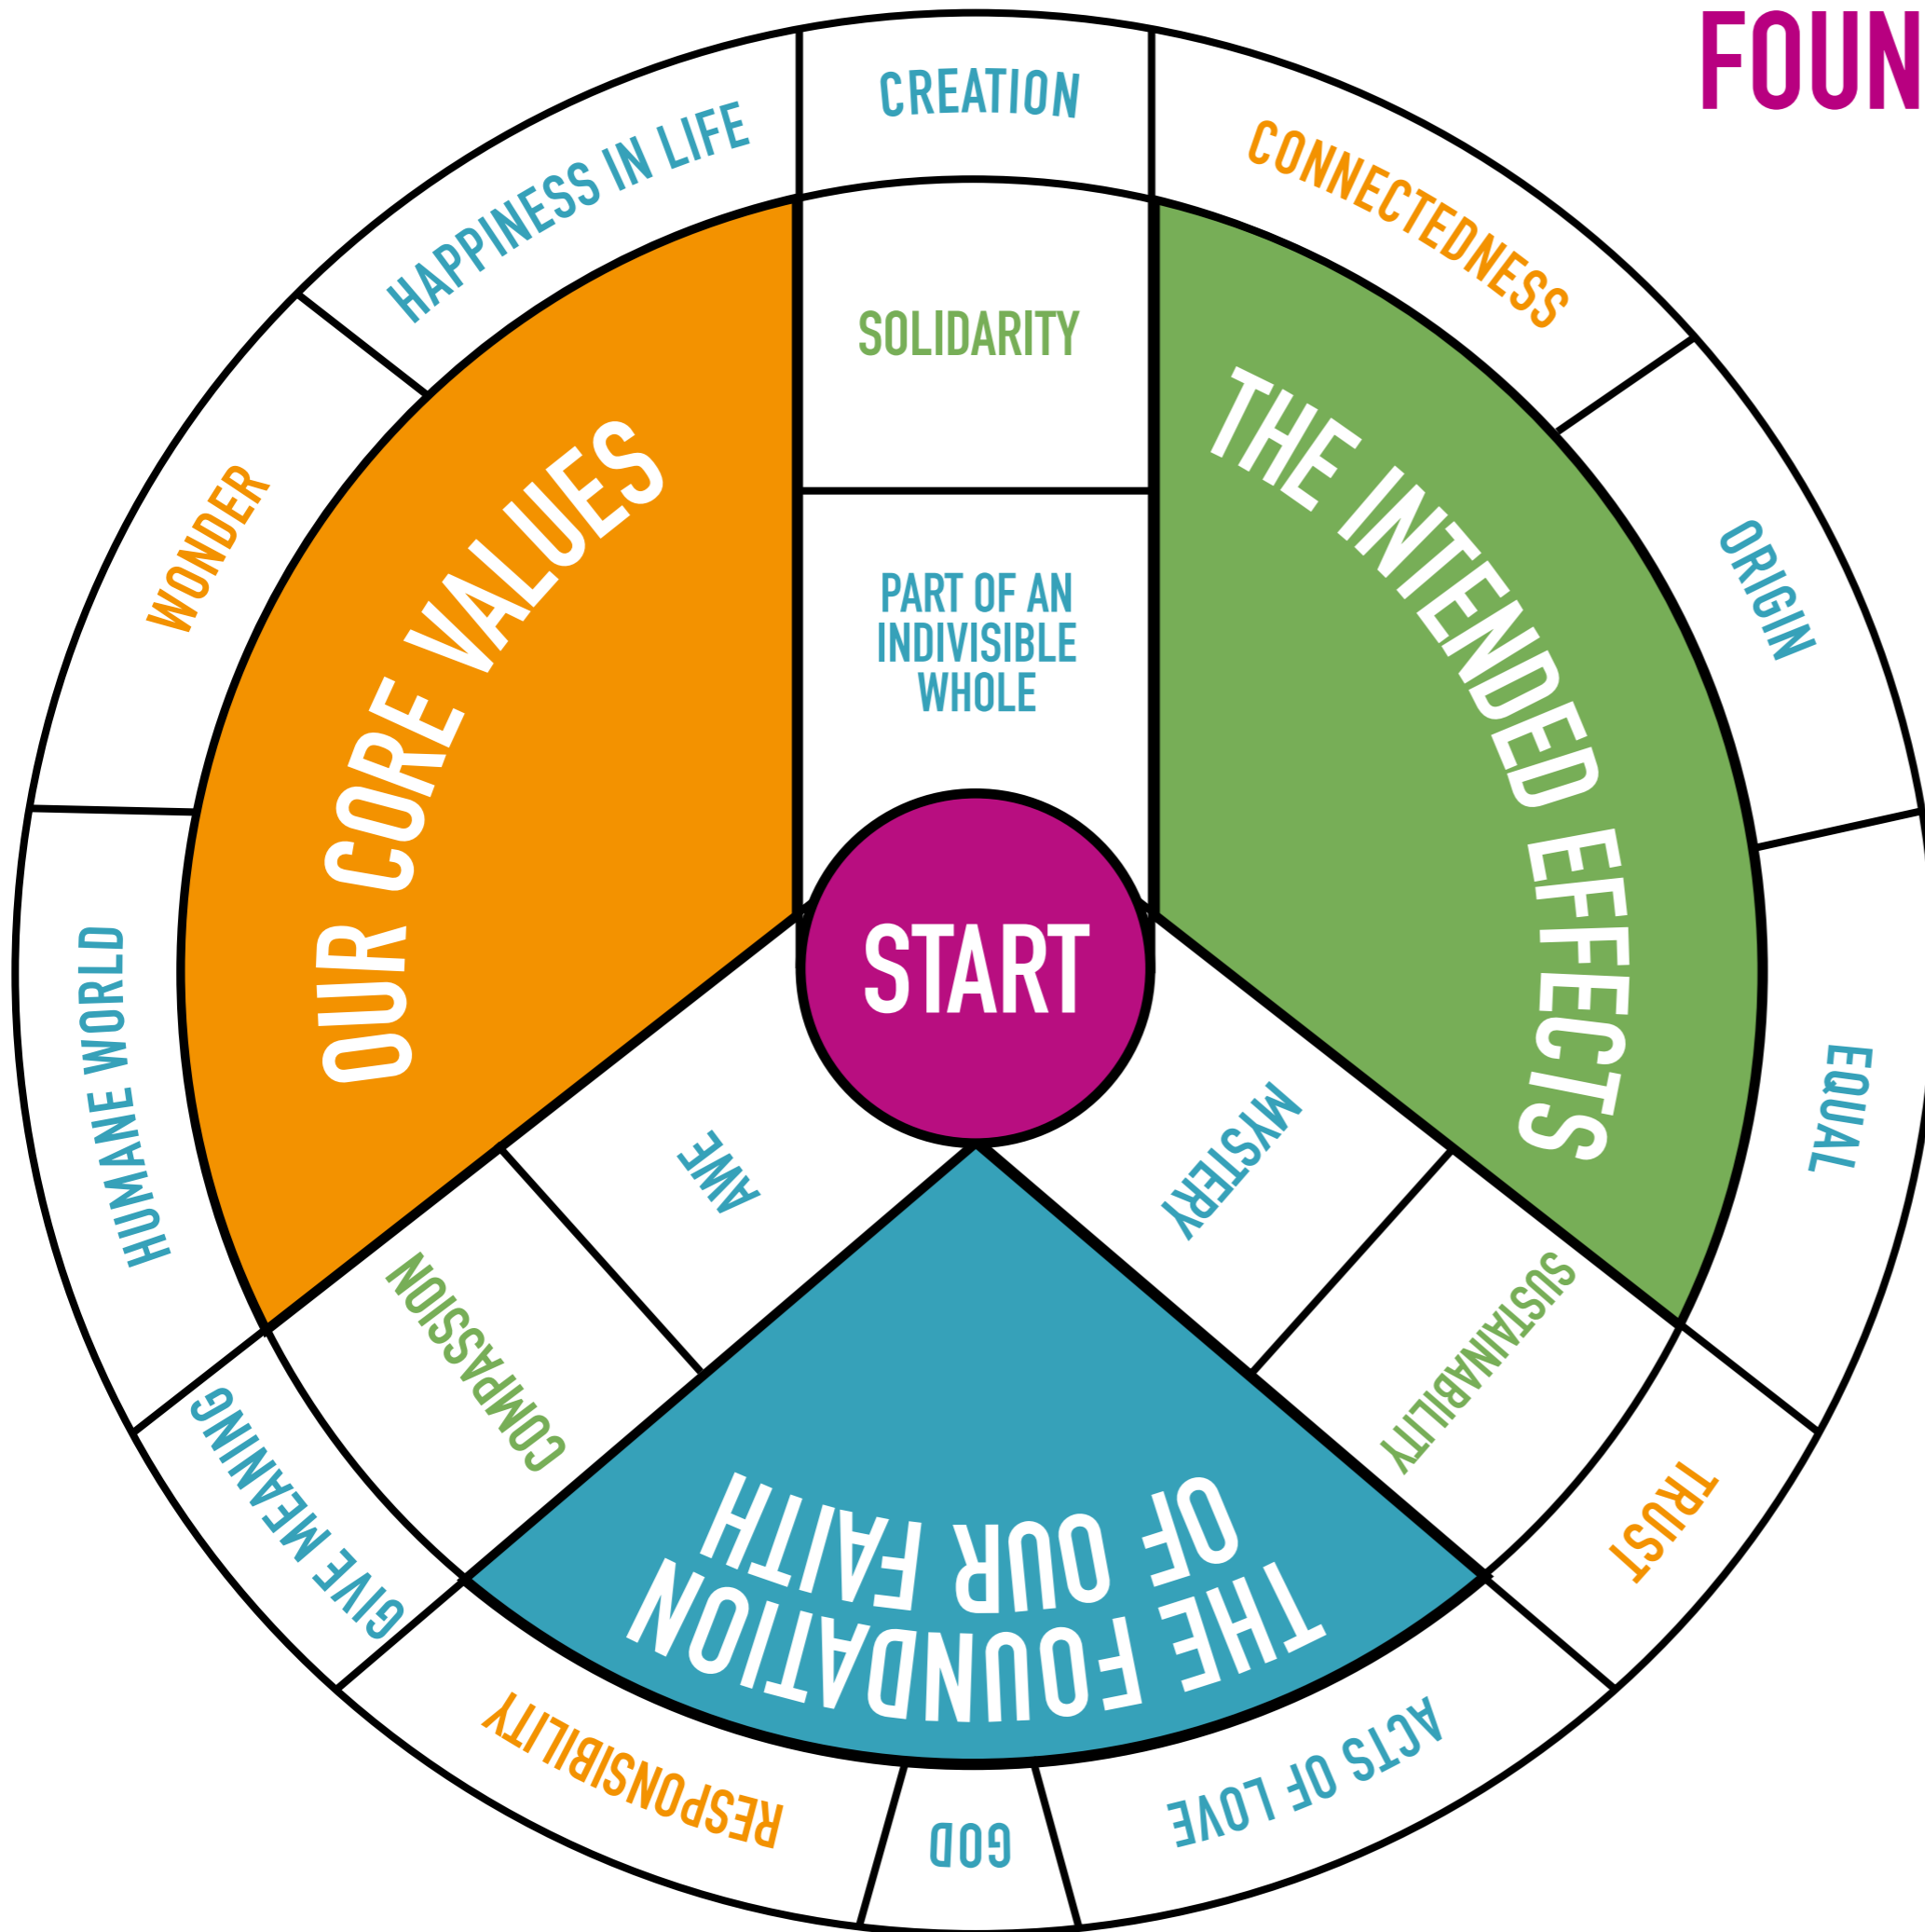 FOUN
CREATION
CONNECTEDNESS
ORIGIN
EQUAL
TRUST
ACTS OF LOVE
GOD
RESPONSIBILITY
GIVE MEANING
HUMANE WORLD
WONDER
HAPPINESS IN LIFE
SOLIDARITY
PART OF AN
INDIVISIBLE
WHOLE
OUR CORE VALUES
THE INTENDED EFFECTS
START
AWE
MYSTERY
COMPASSION
SUSTAINABILITY
THE FOUNDATION
OF OUR FAITH